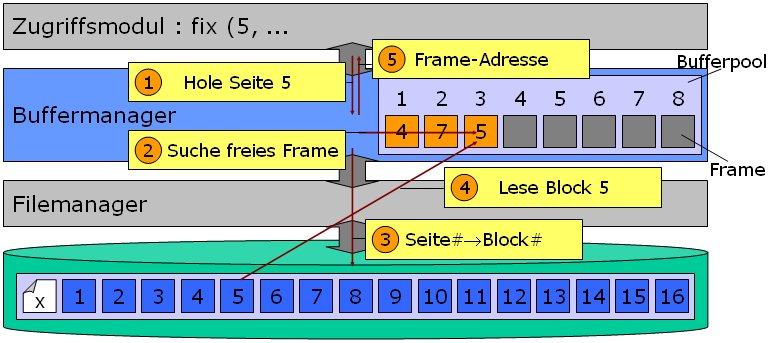 Zugriffsmodul : fix (5, ...
5 Frame-Adresse
Bufferpool
1 Hole Seite 5
1 2 3 4 5 6 7 8
Buffermanager
4 7 5
2 Suche freies Frame
Frame
4 Lese Block 5
Filemanager
3 Seite#→Block#
x 1 2 3 4 5 6 7 8 9 10 11 12 13 14 15 16